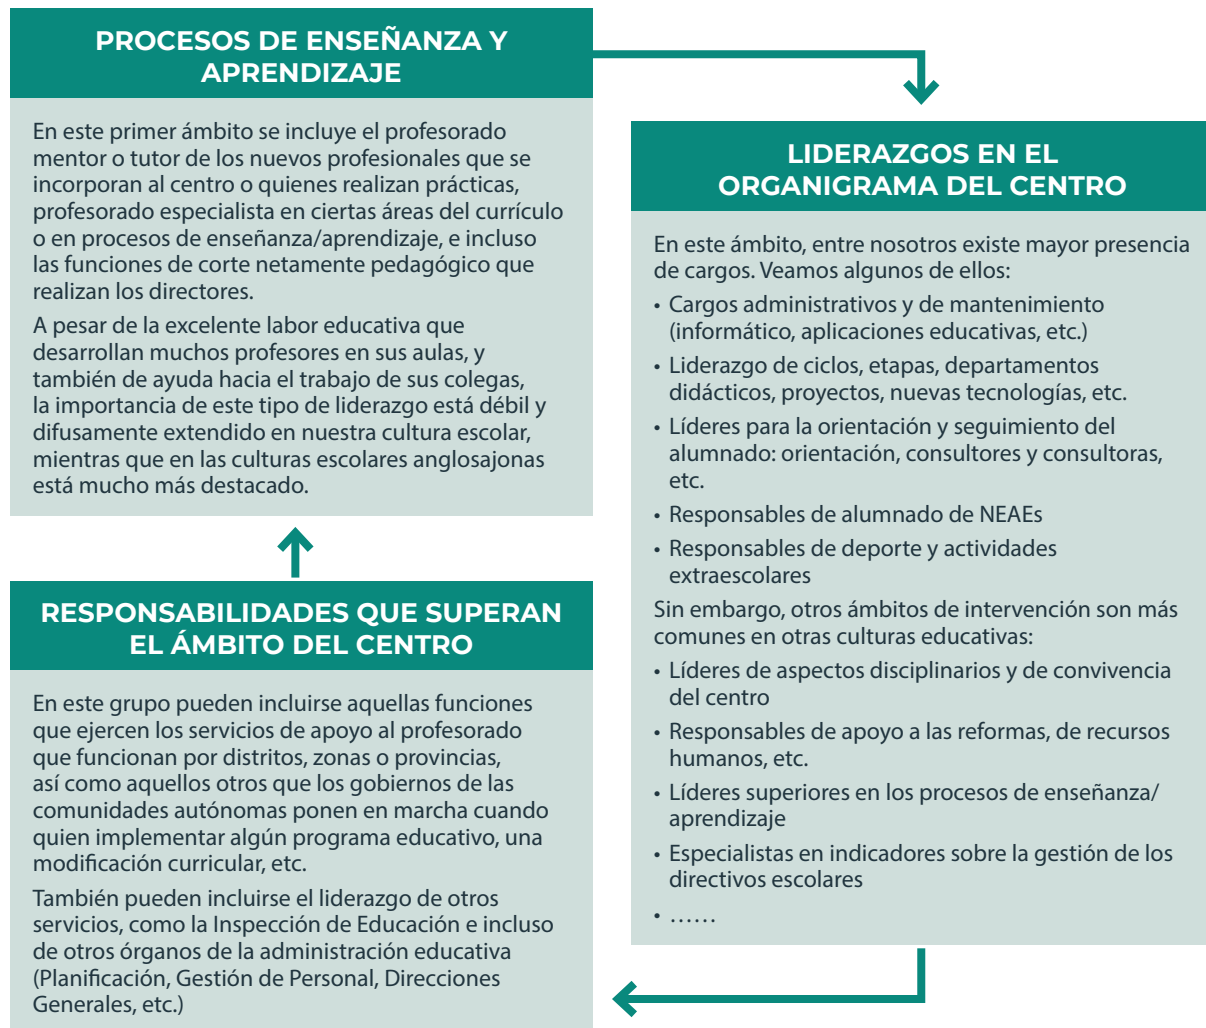 PROCESOS DE ENSEÑANZA Y
APRENDIZAJE
En este primer ámbito se incluye el profesorado
mentor o tutor de los nuevos profesionales que se
incorporan al centro o quienes realizan prácticas,
profesorado especialista en ciertas áreas del currículo
o en procesos de enseñanza/aprendizaje, e incluso
las funciones de corte netamente pedagógico que
realizan los directores.
A pesar de la excelente labor educativa que
desarrollan muchos profesores en sus aulas, y
también de ayuda hacia el trabajo de sus colegas,
la importancia de este tipo de liderazgo está débil y
difusamente extendido en nuestra cultura escolar,
mientras que en las culturas escolares anglosajonas
está mucho más destacado.
LIDERAZGOS EN EL
ORGANIGRAMA DEL CENTRO
En este ámbito, entre nosotros existe mayor presencia
de cargos. Veamos algunos de ellos:
• Cargos administrativos y de mantenimiento
(informático, aplicaciones educativas, etc.)
• Liderazgo de ciclos, etapas, departamentos
didácticos, proyectos, nuevas tecnologías, etc.
• Líderes para la orientación y seguimiento del
alumnado: orientación, consultores y consultoras,
etc.
• Responsables de alumnado de NEAEs
• Responsables de deporte y actividades
extraescolares
Sin embargo, otros ámbitos de intervención son más
comunes en otras culturas educativas:
• Líderes de aspectos disciplinarios y de convivencia
del centro
• Responsables de apoyo a las reformas, de recursos
humanos, etc.
• Líderes superiores en los procesos de enseñanza/
aprendizaje
• Especialistas en indicadores sobre la gestión de los
directivos escolares
• ......
RESPONSABILIDADES QUE SUPERAN
EL ÁMBITO DEL CENTRO
En este grupo pueden incluirse aquellas funciones
que ejercen los servicios de apoyo al profesorado
que funcionan por distritos, zonas o provincias,
así como aquellos otros que los gobiernos de las
comunidades autónomas ponen en marcha cuando
quien implementar algún programa educativo, una
modificación curricular, etc.
También pueden incluirse el liderazgo de otros
servicios, como la Inspección de Educación e incluso
de otros órganos de la administración educativa
(Planificación, Gestión de Personal, Direcciones
Generales, etc.)